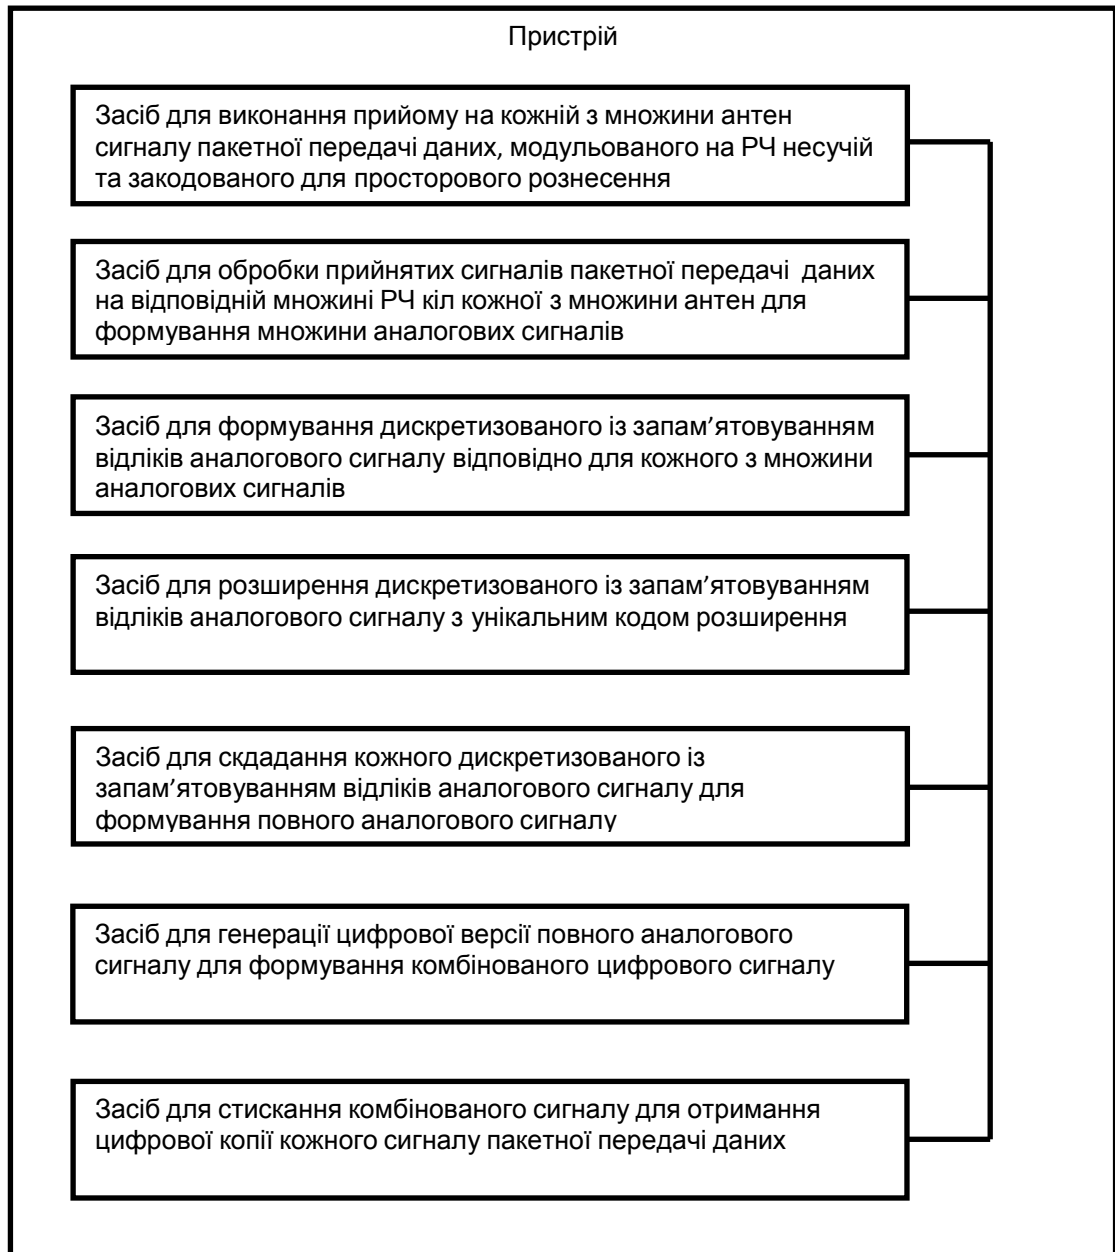 Пристрій
Засіб для виконання прийому на кожній з множини антен
сигналу пакетної передачі даних, модульованого на РЧ несучій
та закодованого для просторового рознесення
Засіб для обробки прийнятих сигналів пакетної передачі даних
на відповідній множині РЧ кіл кожної з множини антен для
формування множини аналогових сигналів
Засіб для формування дискретизованого із запам’ятовуванням
відліків аналогового сигналу відповідно для кожного з множини
аналогових сигналів
Засіб для розширення дискретизованого із запам’ятовуванням
відліків аналогового сигналу з унікальним кодом розширення
Засіб для скдадання кожного дискретизованого із
запам’ятовуванням відліків аналогового сигналу для
формування повного аналогового сигналу
Засіб для генерації цифрової версії повного аналогового
сигналу для формування комбінованого цифрового сигналу
Засіб для стискання комбінованого сигналу для отримання
цифрової копії кожного сигналу пакетної передачі даних